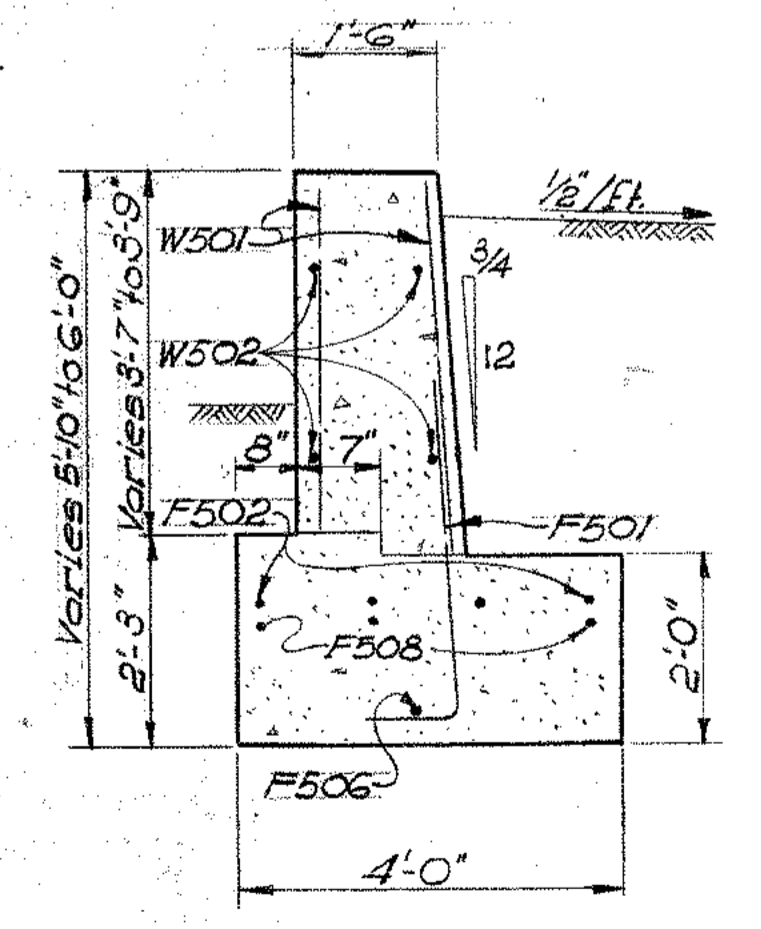 1'-6"
1/2"/ft.
W501
3/4
12
W502
Varies 5'-10" to 6'-0"
Varies 3'-7" to 3'-9"
8"
7"
F502
F501
2'-3"
2'-0"
F508
F506
4'-0"